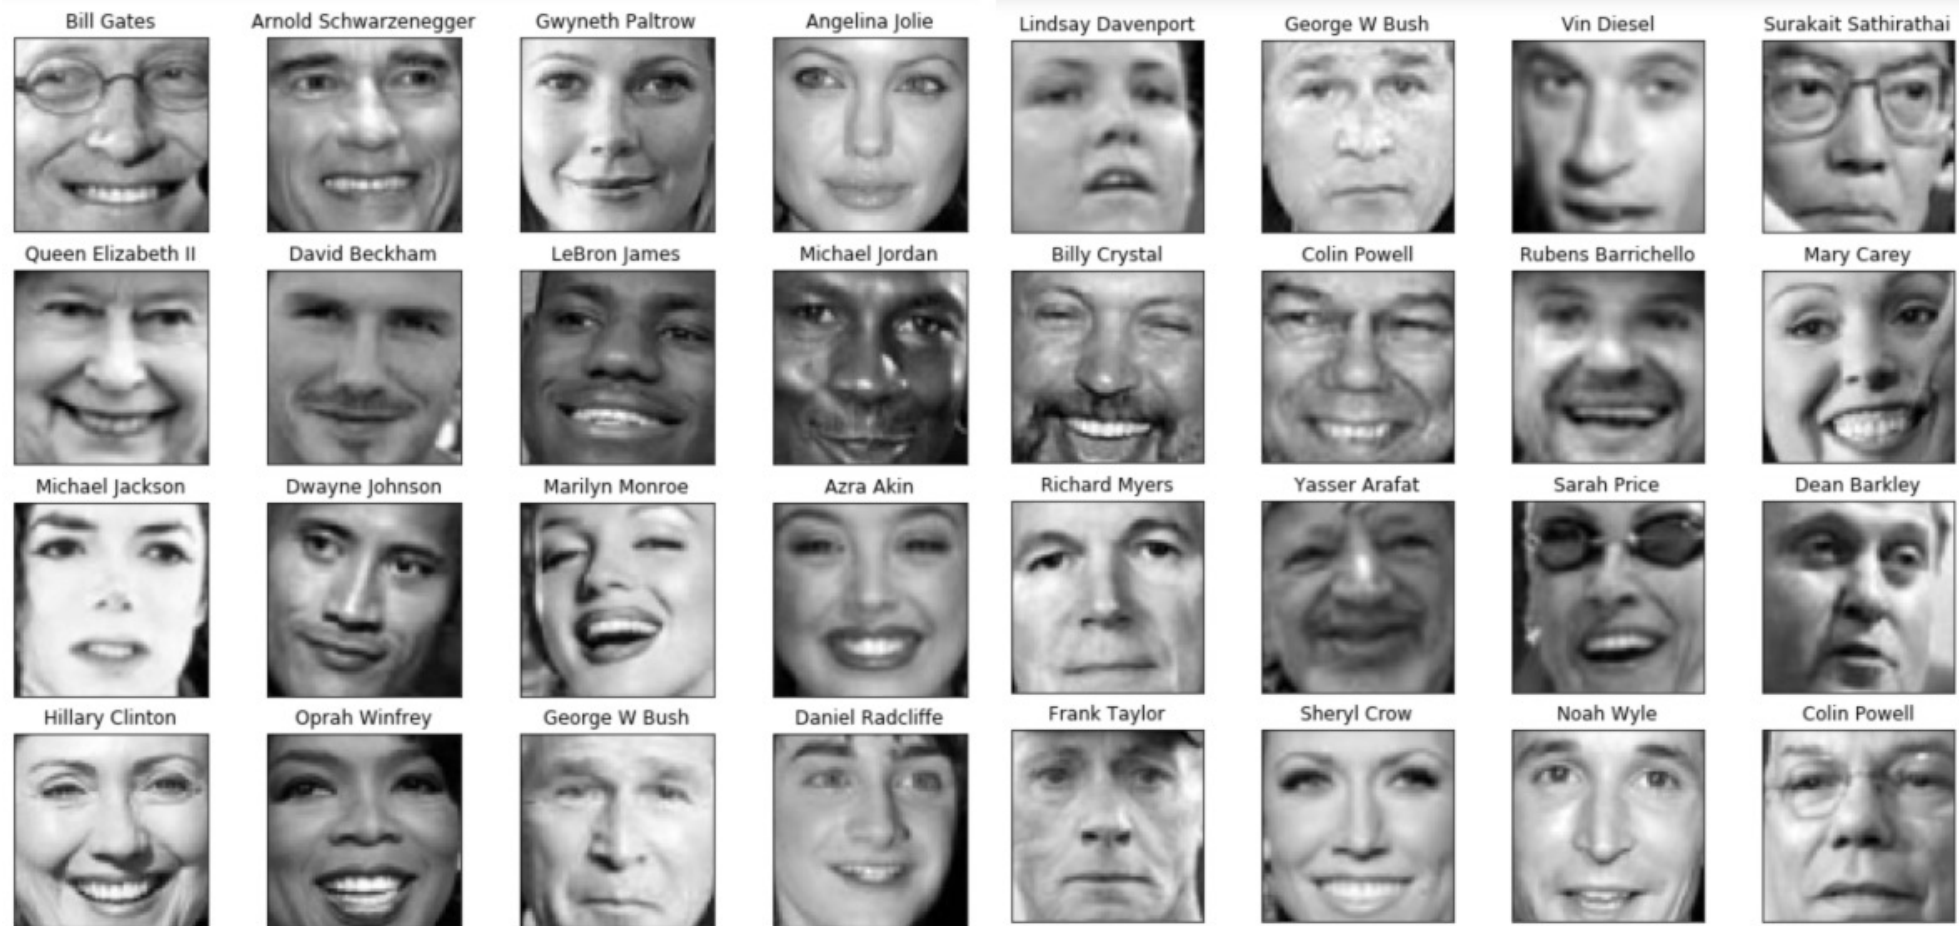 Bill Gates Arnold Schwarzenegger Gwyneth Paltrow Angelina Jolie Lindsay Davenport George W Bush Vin Diesel Surakait Sathirathai
Queen Elizabeth II David Beckham LeBron James Michael Jordan Billy Crystal Colin Powell Rubens Barrichello Mary Carey
Michael Jackson Dwayne Johnson Marilyn Monroe Azra Akin Richard Myers Yasser Arafat Sarah Price Dean Barkley
Hillary Clinton Oprah Winfrey George W Bush Daniel Radcliffe Frank Taylor Sheryl Crow Noah Wyle Colin Powell